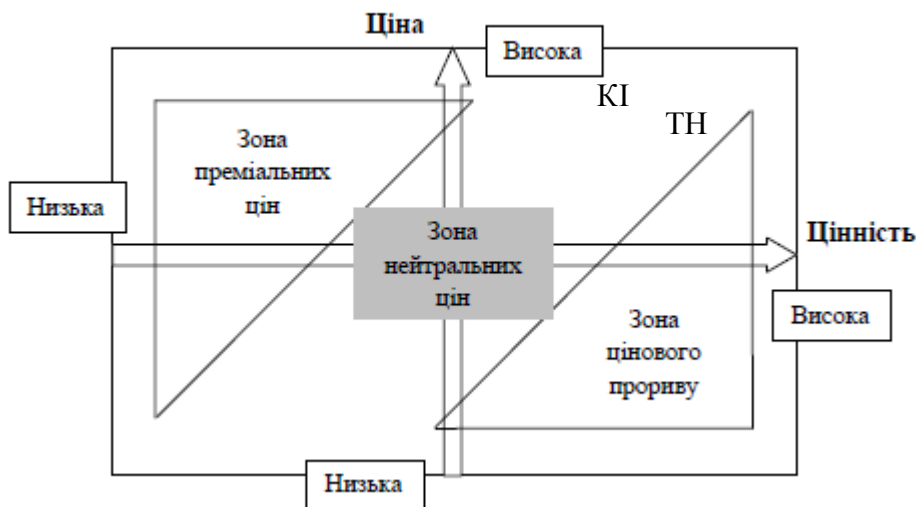 Ціна
Висока
КІ
ТН
Зона
преміальних
цін
Низька
Зона
нейтральних
цін
Цінність
Висока
Зона
цінового
прориву
Низька